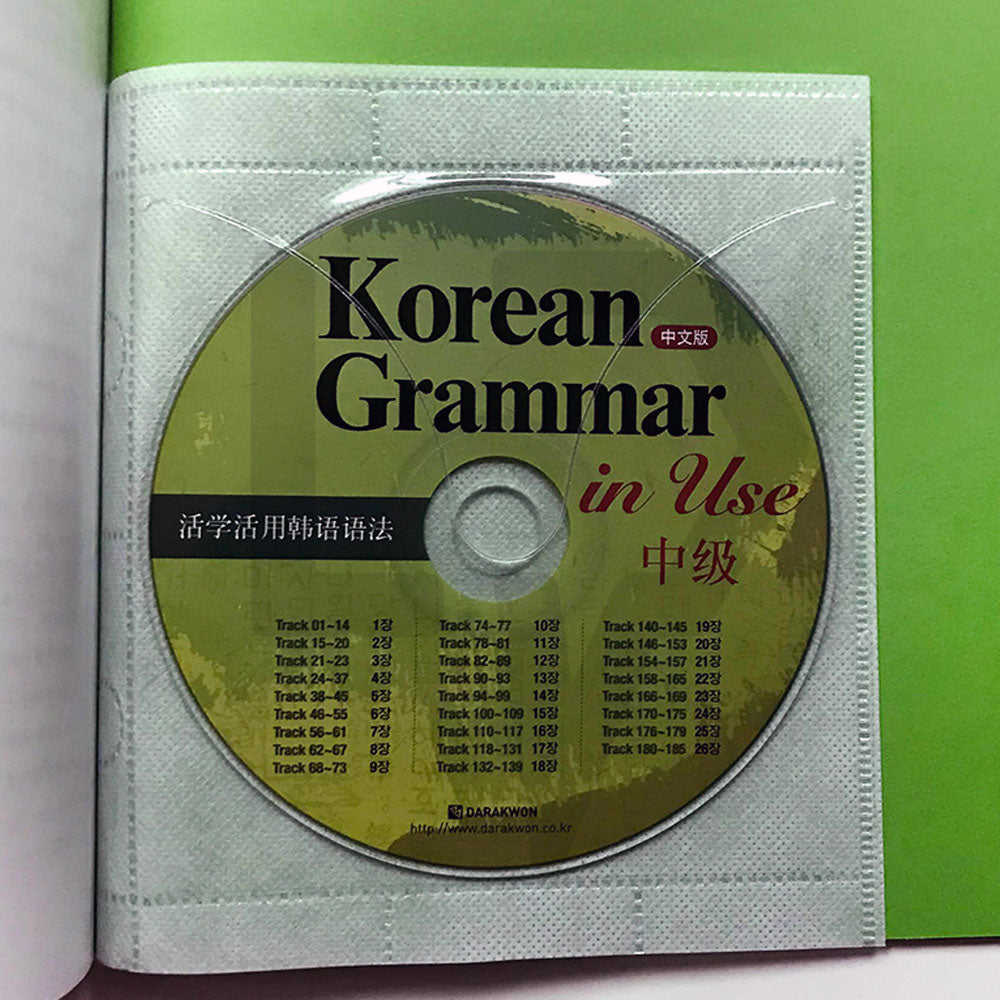 Korean
中文版
Grammar
in Use
活学活用韩语语法
中级
Track 01~14 1장
Track 15~20 2장
Track 21~23 3장
Track 24~37 4장
Track 38~45 5장
Track 46~55 6장
Track 56~61 7장
Track 62~67 8장
Track 68~73 9장
Track 74~77 10장
Track 78~81 11장
Track 82~89 12장
Track 90~93 13장
Track 94~99 14장
Track 100~109 15장
Track 110~117 16장
Track 118~131 17장
Track 132~139 18장
Track 140~145 19장
Track 146~153 20장
Track 154~157 21장
Track 158~165 22장
Track 166~169 23장
Track 170~175 24장
Track 176~179 25장
Track 180~185 26장
DARAKWON
http://www.darakwon.co.kr